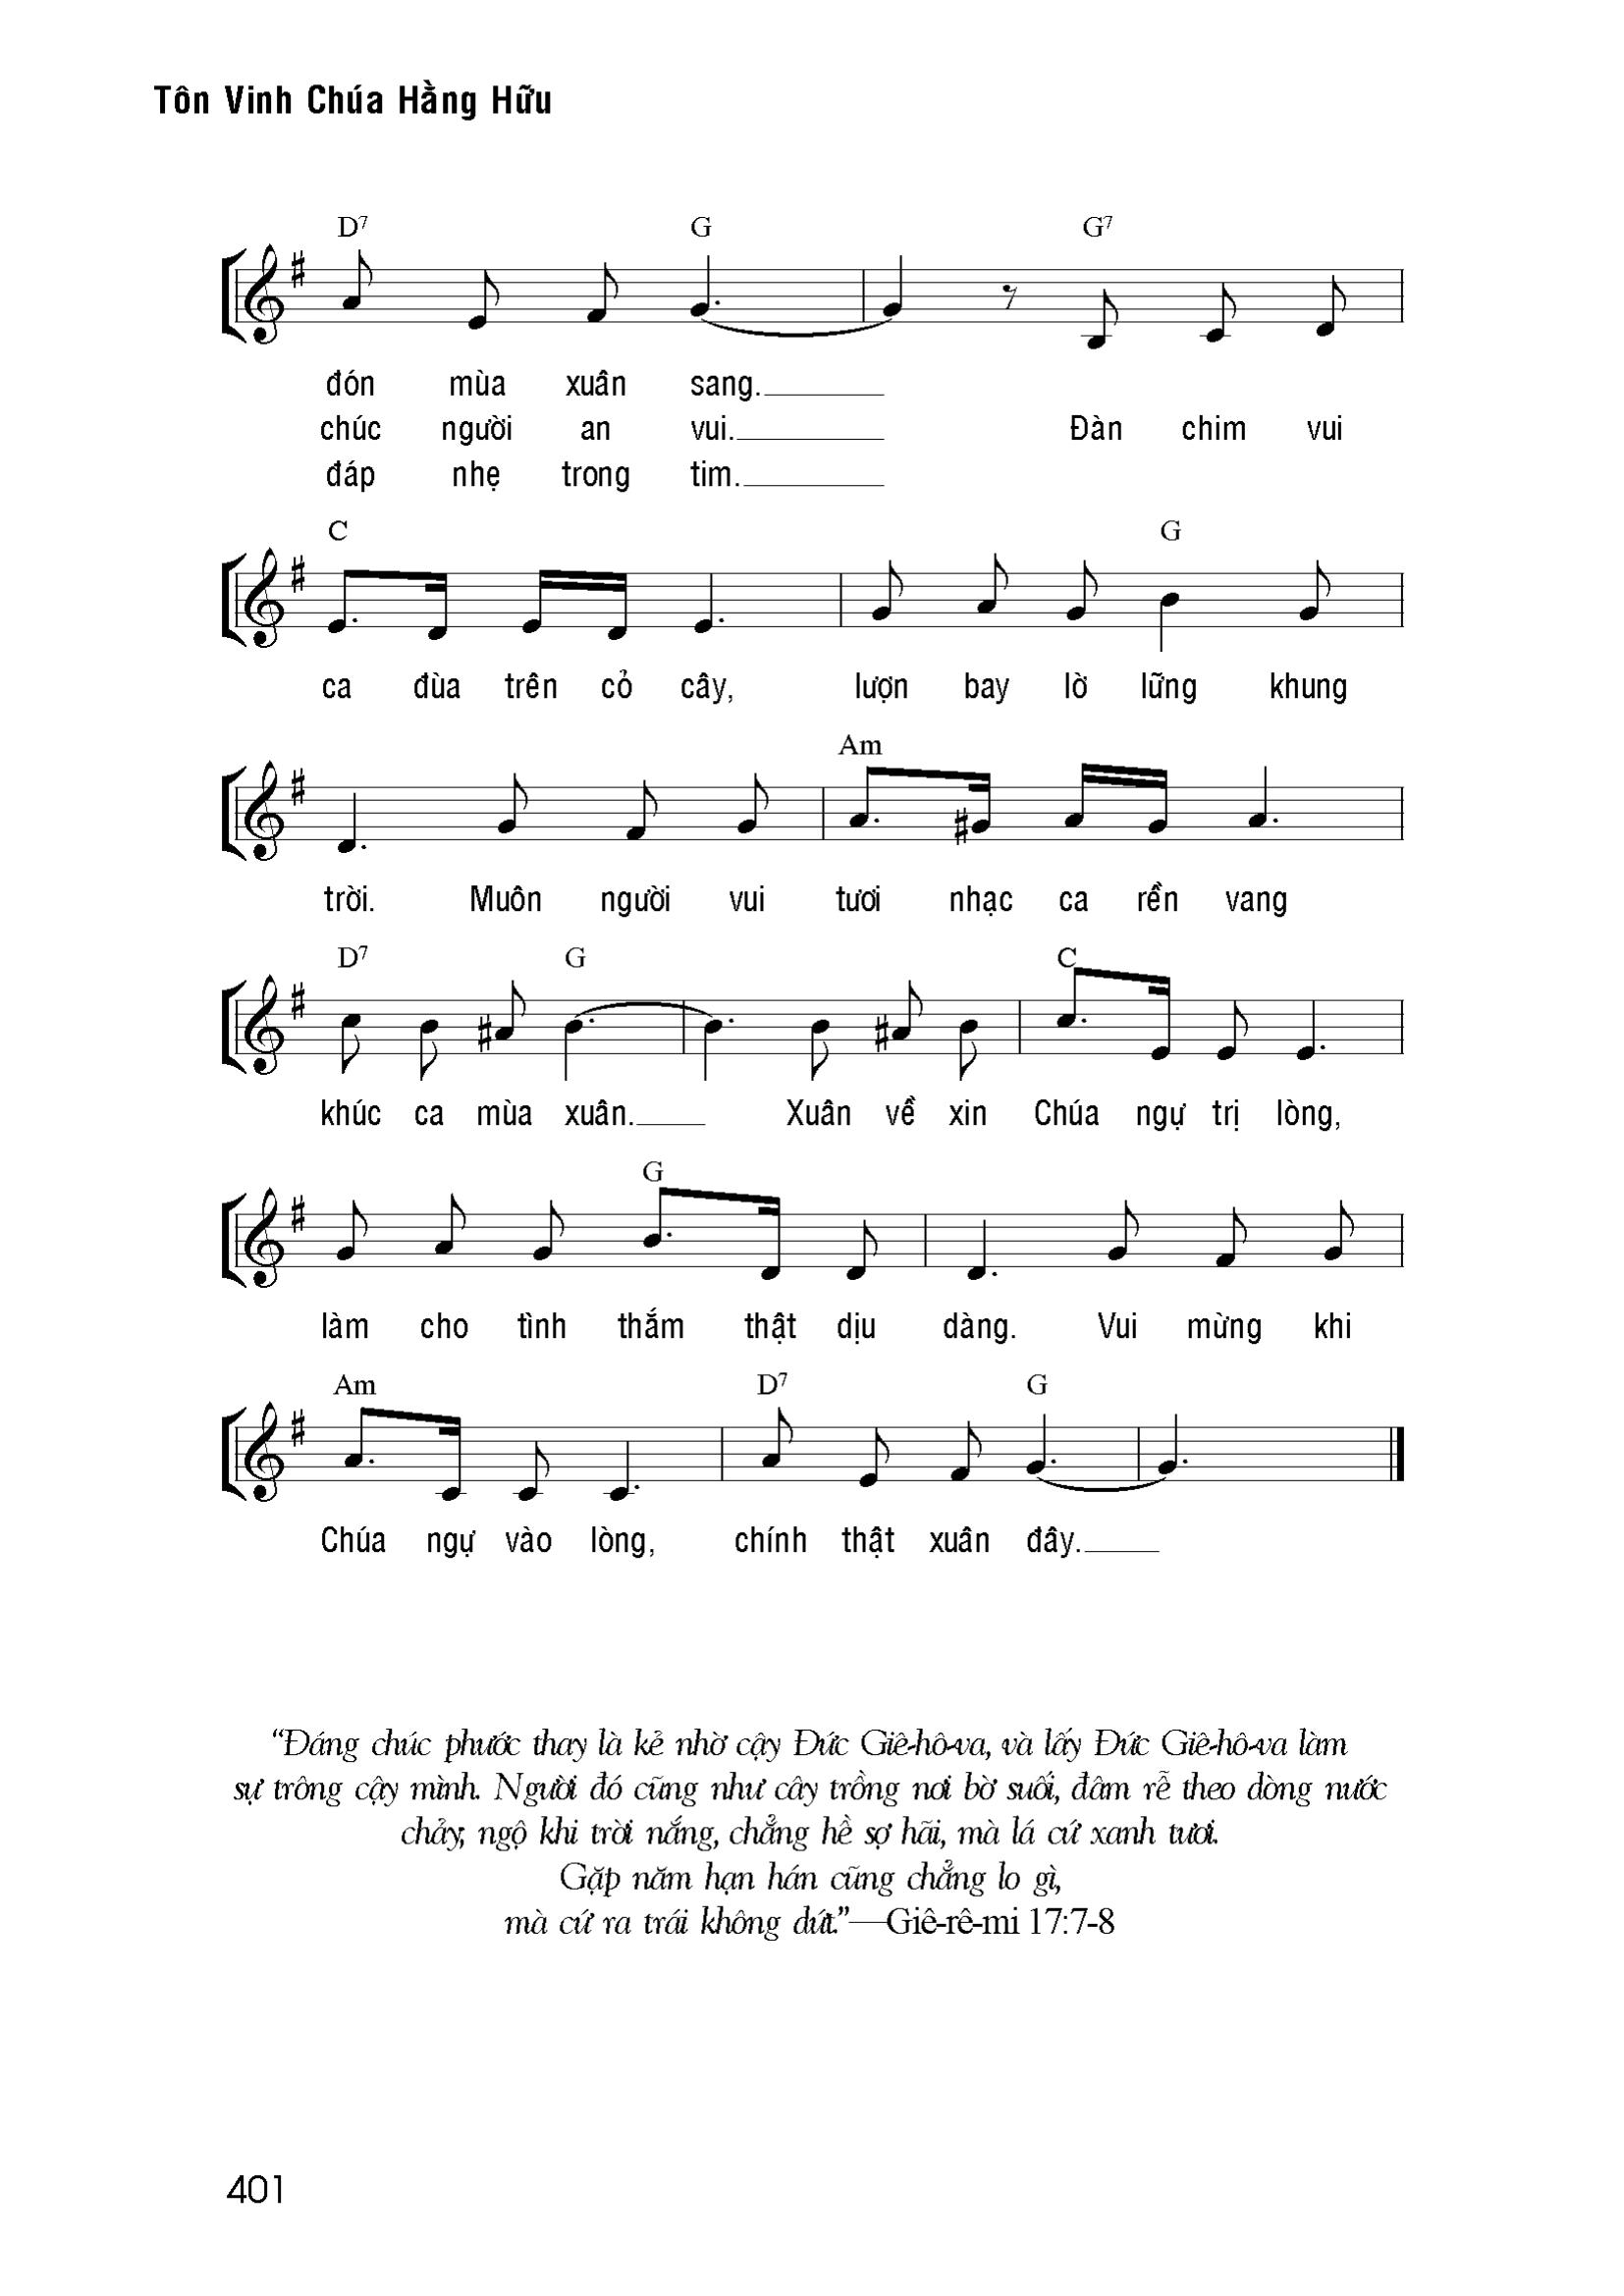 Tôn Vinh Chúa Hằng Hữu
D7 G G7
đón mùa xuân sang.
chúc người an vui. Đàn chim vui
đáp nhẹ trong tim.
C G
ca đùa trên cỏ cây, lượn bay lờ lững khung
Am
trời. Muôn người vui tươi nhạc ca rền vang
D7 G C
khúc ca mùa xuân. Xuân về xin Chúa ngự trị lòng,
G
làm cho tình thắm thật dịu dàng. Vui mừng khi
Am D7 G
Chúa ngự vào lòng, chính thật xuân đây.
“Đáng chúc phước thay là kẻ nhờ cậy Đức Giê-hô-va, và lấy Đức Giê-hô-va làm
sự trông cậy mình. Người đó cũng như cây trồng nơi bờ suối, đâm rễ theo dòng nước
chảy; ngộ khi trời nắng, chẳng hề sợ hãi, mà lá cứ xanh tươi.
Gặp năm hạn hán cũng chẳng lo gì,
mà cứ ra trái không dứt.”—Giê-rê-mi 17:7-8
401